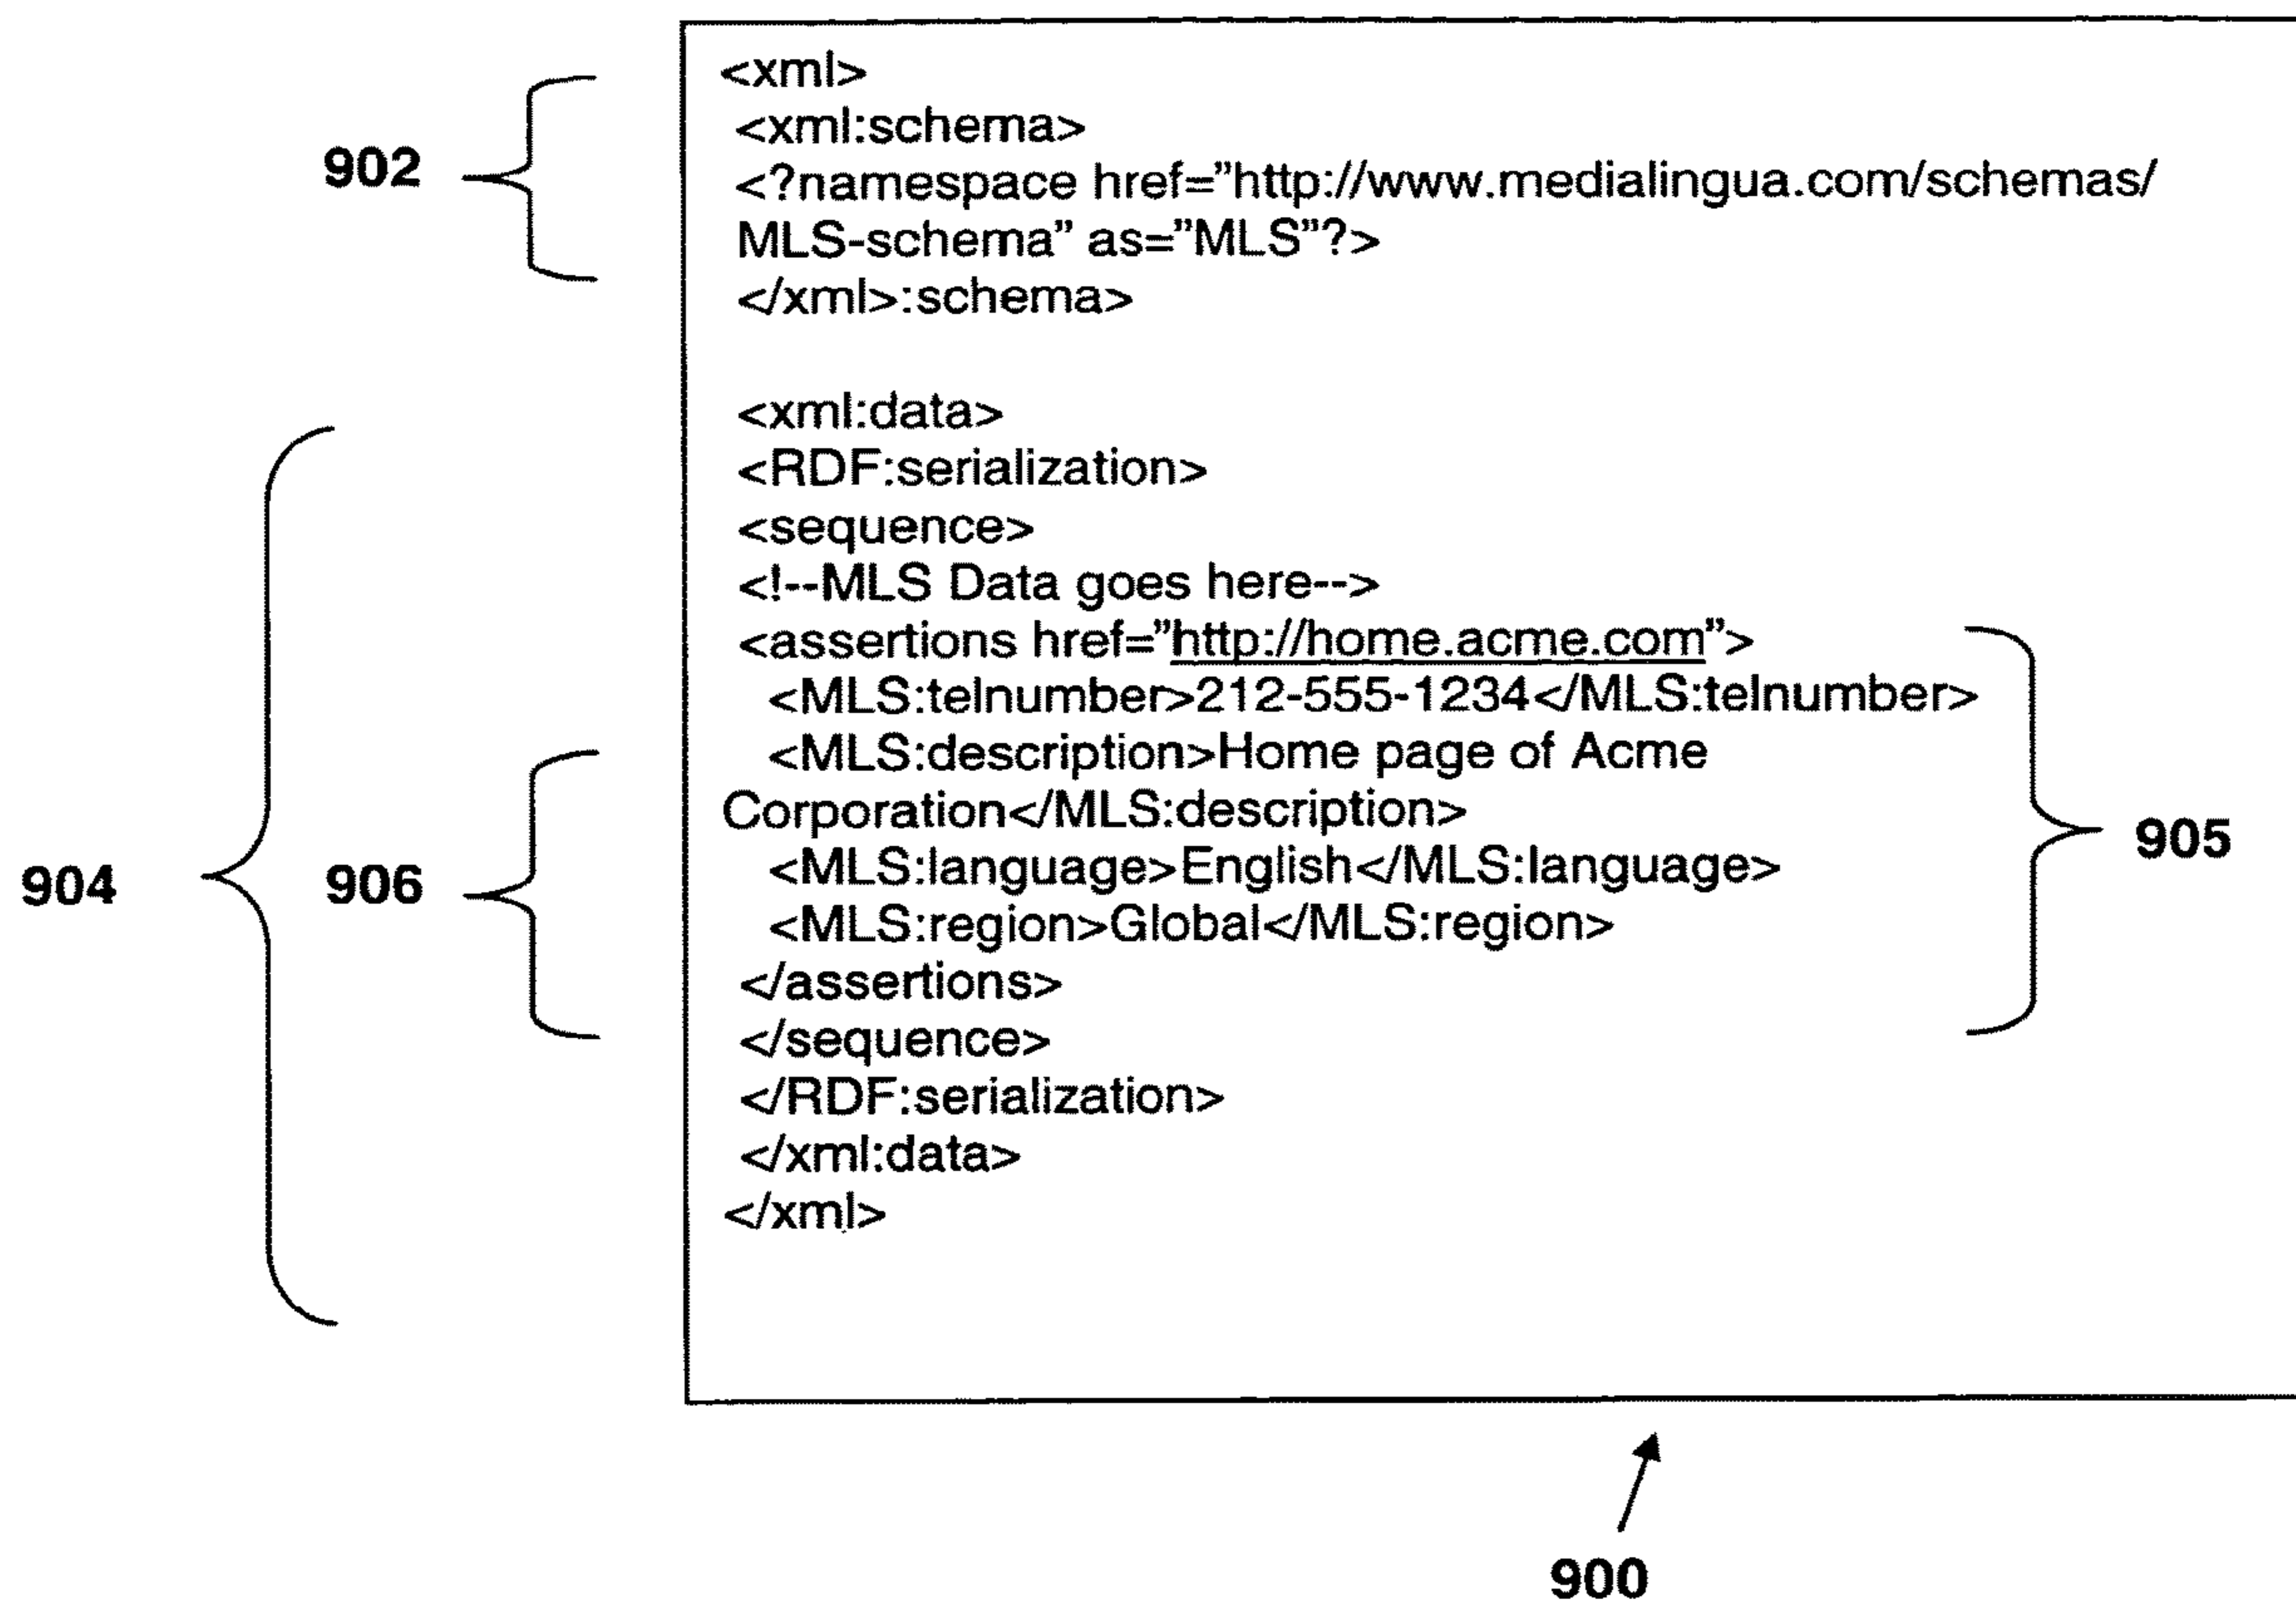 <xml>
<xml:schema>
902
<?namespace href="http://www.medialingua.com/schemas/
MLS-schema” as=”MLS”?>
</xml>:schema>
<xml:data>
<RDF:serialization>
<sequence>
<!--MLS Data goes here-->
<assertions href=”http://home.acme.com”>
<MLS:telnumber>212-555-1234</MLS:telnumber>
<MLS:description>Home page of Acme
Corporation</MLS:description>
905
904
906
<MLS:language>English</MLS:language>
<MLS:region>Global</MLS:region>
</assertions>
</sequence>
</RDF:serialization>
</xml:data>
</xml>
900